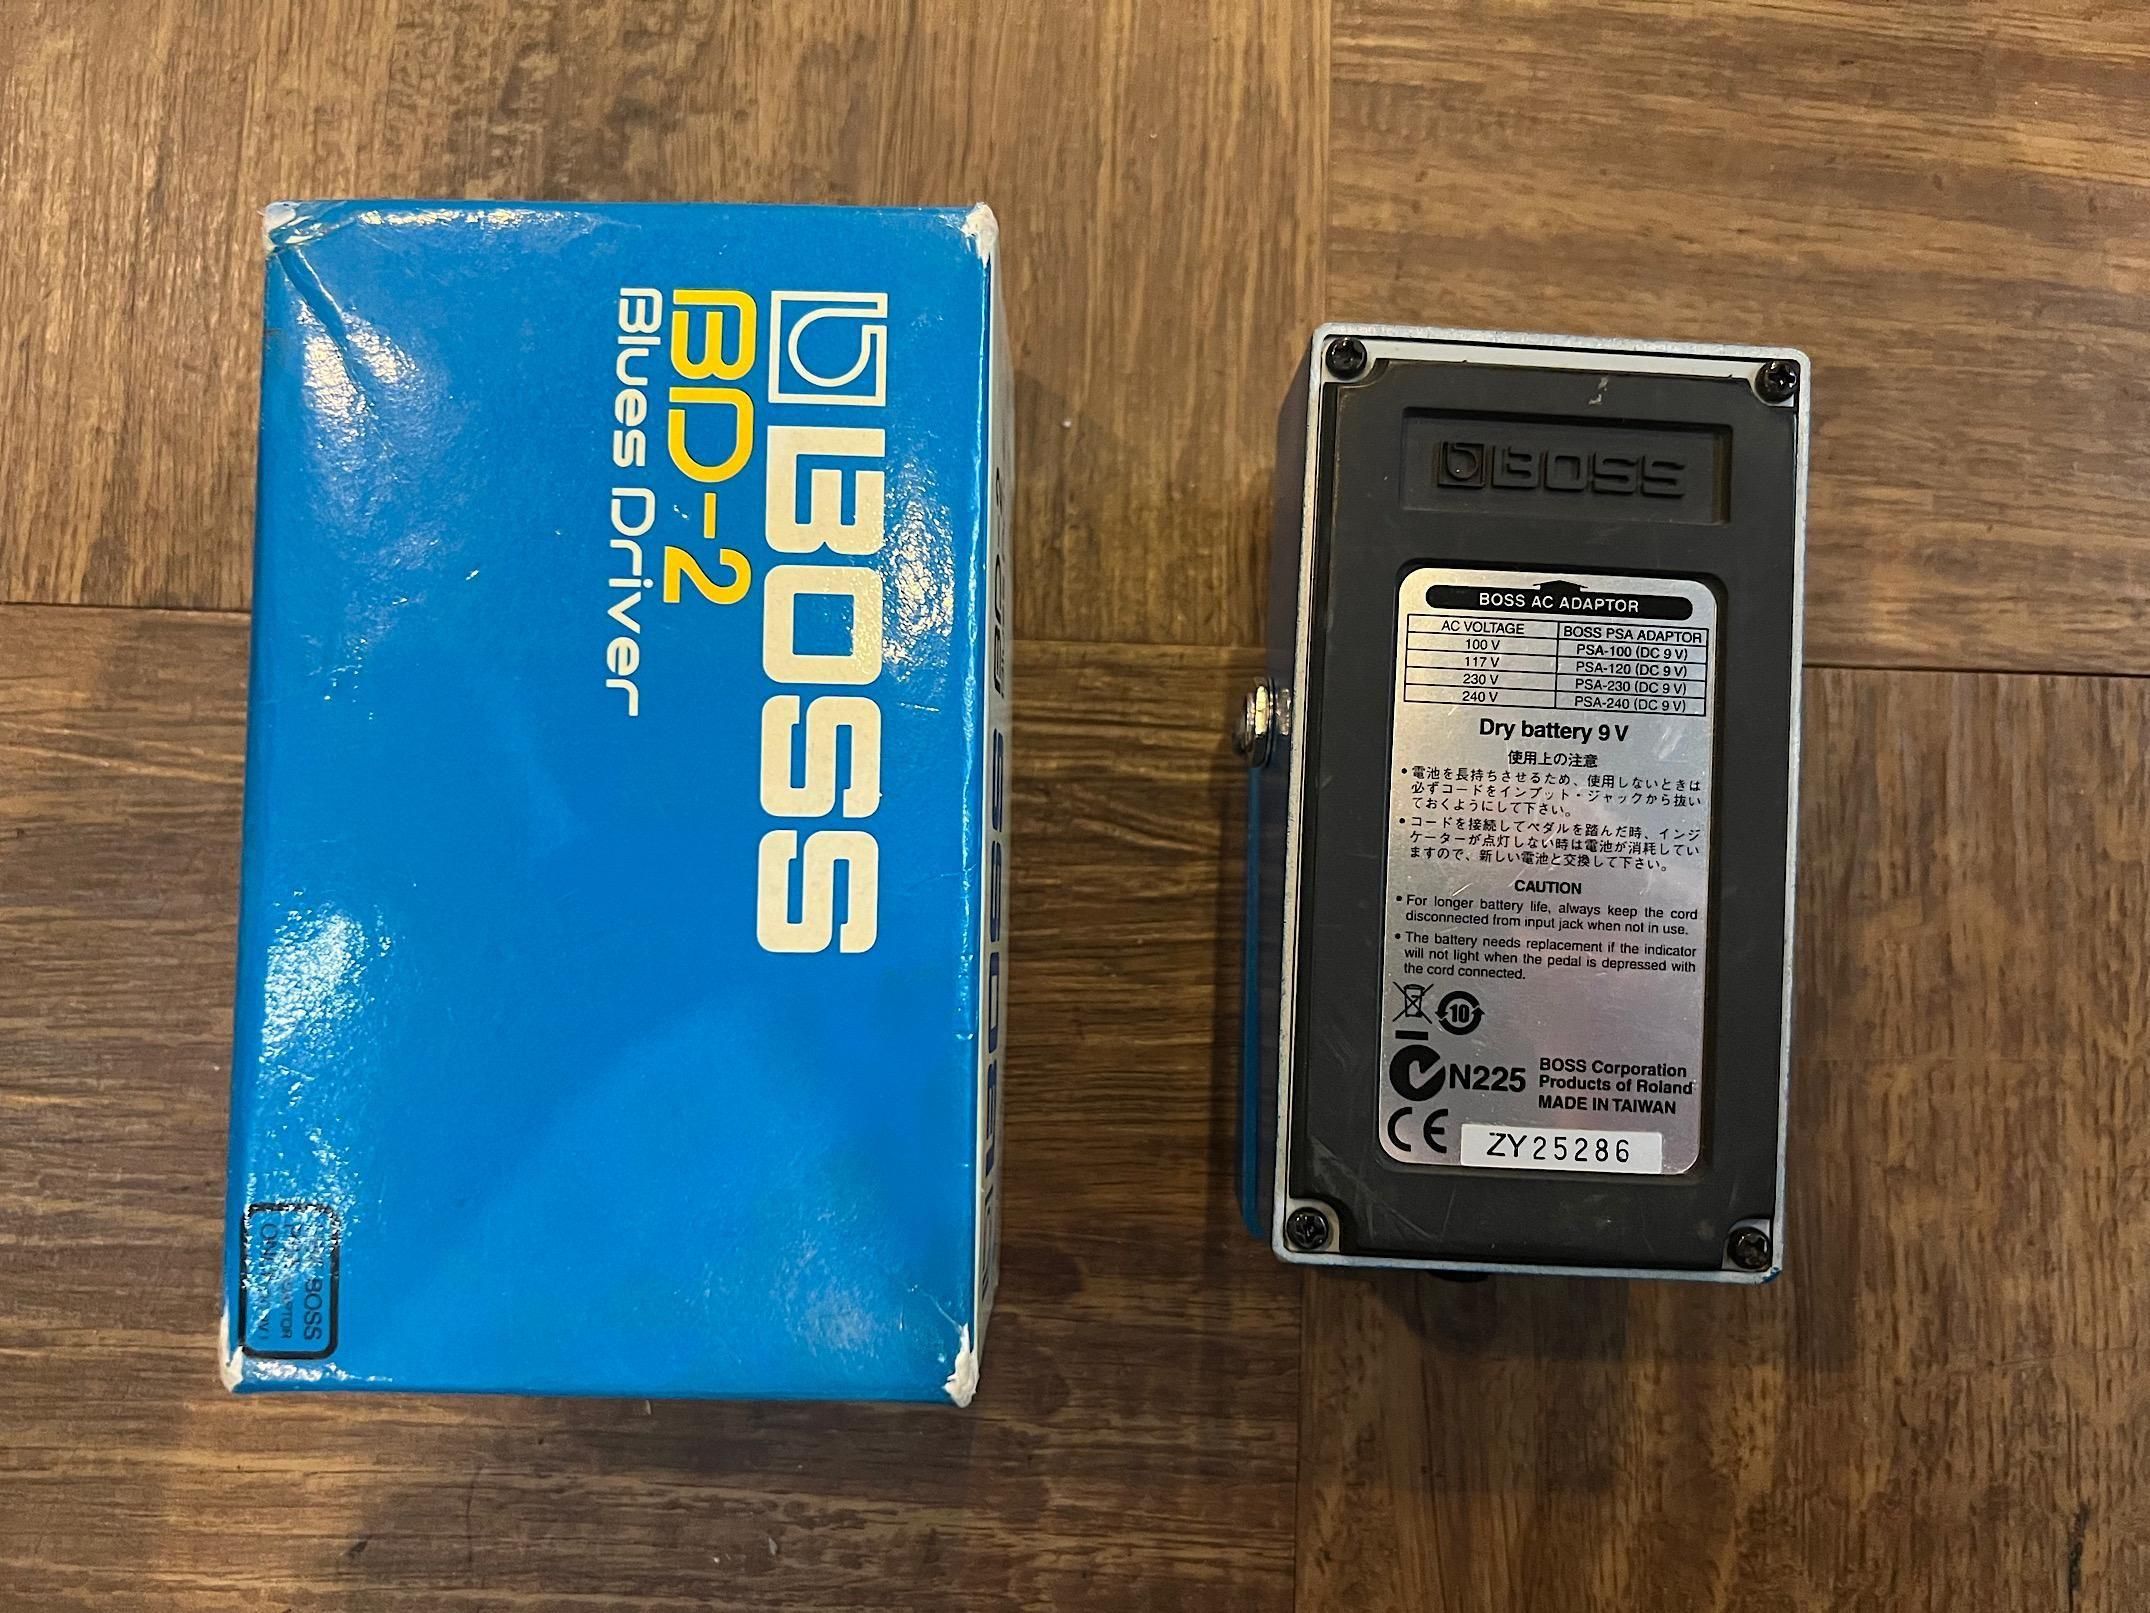 BOSS
BD-2
Blues Driver
BOSS
BOSS
BOSS AC ADAPTOR
AC VOLTAGE BOSS PSA ADAPTOR
100 V PSA-100 (DC 9 V)
117 V PSA-120 (DC 9 V)
230 V PSA-230 (DC 9 V)
240 V PSA-240 (DC 9 V)
Dry battery 9 V
使用上の注意
•電池を長持ちさせるため、使用しないときは
必ずコードをインプット・ジャックから抜い
ておくようにして下さい。
•コードを接続してペダルを踏んだ時、インジ
ケーターが点灯しない時は電池が消耗してい
ますので、新しい電池と交換して下さい。
CAUTION
• For longer battery life, always keep the cord
disconnected from input jack when not in use.
• The battery needs replacement if the indicator
will not light when the pedal is depressed with
the cord connected.
10
N225
BOSS Corporation
Products of Roland
MADE IN TAIWAN
CE
ZY25286